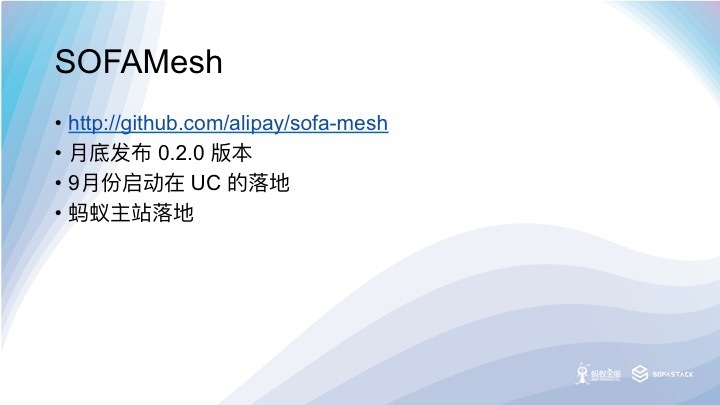 SOFAMesh
• http://github.com/alipay/sofa-mesh
• 月底发布 0.2.0 版本
• 9月份启动在 UC 的落地
• 蚂蚁主站落地
蚂蚁金服
SOFASTACK